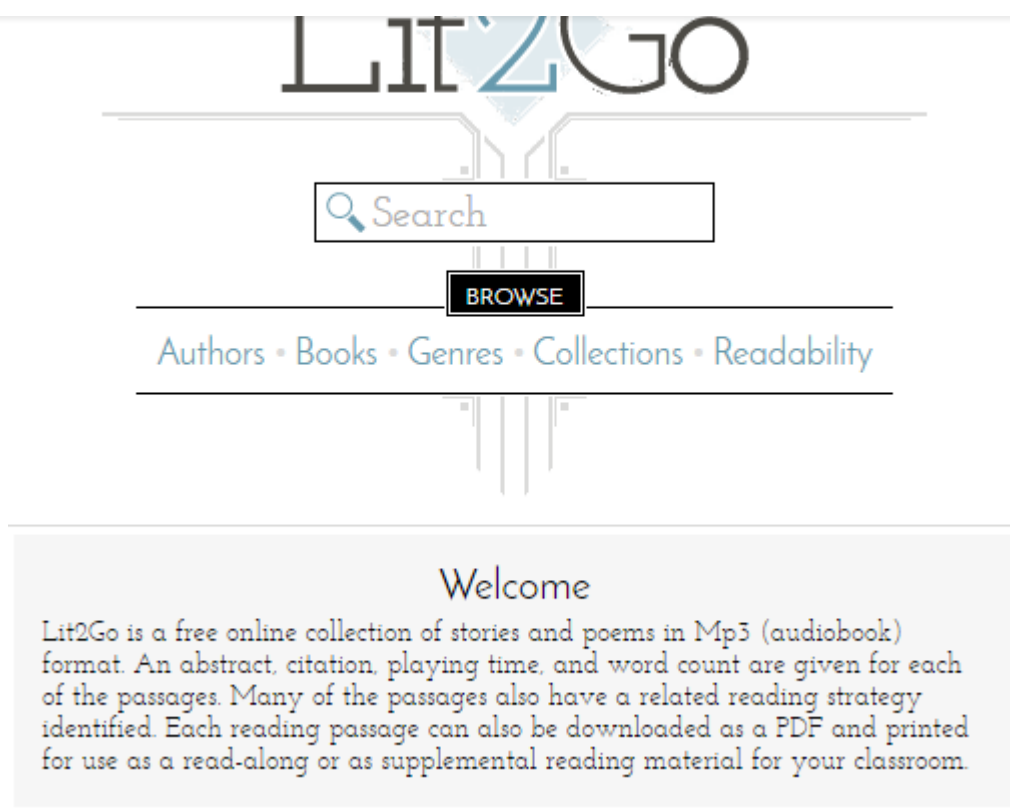 Lit2Go
Search
BROWSE
Authors • Books • Genres • Collections • Readability
Welcome
Lit2Go is a free online collection of stories and poems in Mp3 (audiobook)
format. An abstract, citation, playing time, and word count are given for each
of the passages. Many of the passages also have a related reading strategy
identified. Each reading passage can also be downloaded as a PDF and printed
for use as a read-along or as supplemental reading material for your classroom.